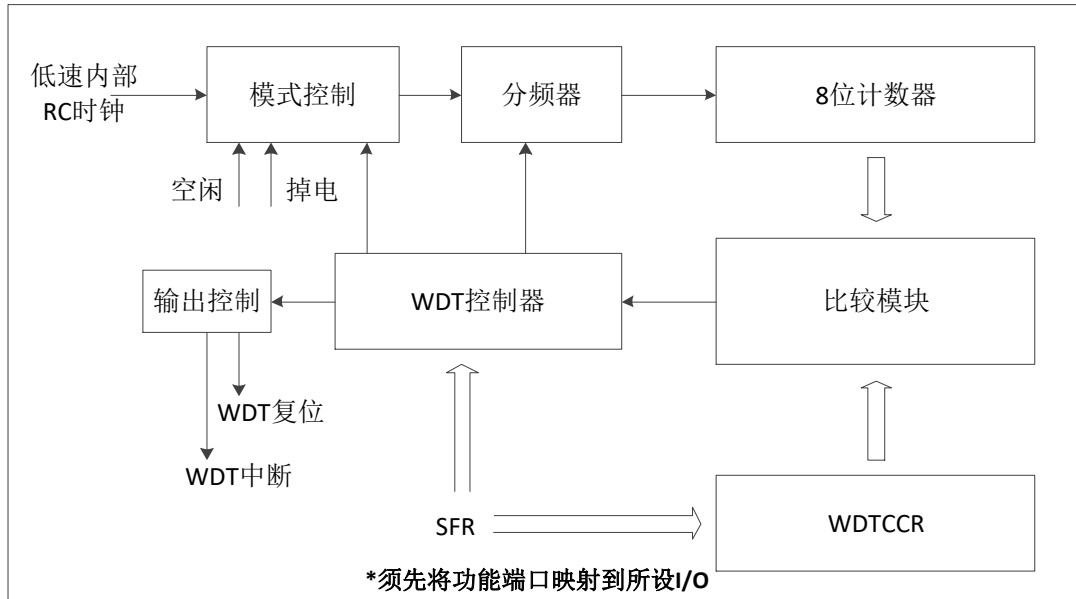 低速内部
RC时钟
模式控制
分频器
8位计数器
空闲
掉电
输出控制
WDT控制器
比较模块
WDT复位
WDT中断
SFR
WDTCCR
*须先将功能端口映射到所设I/O